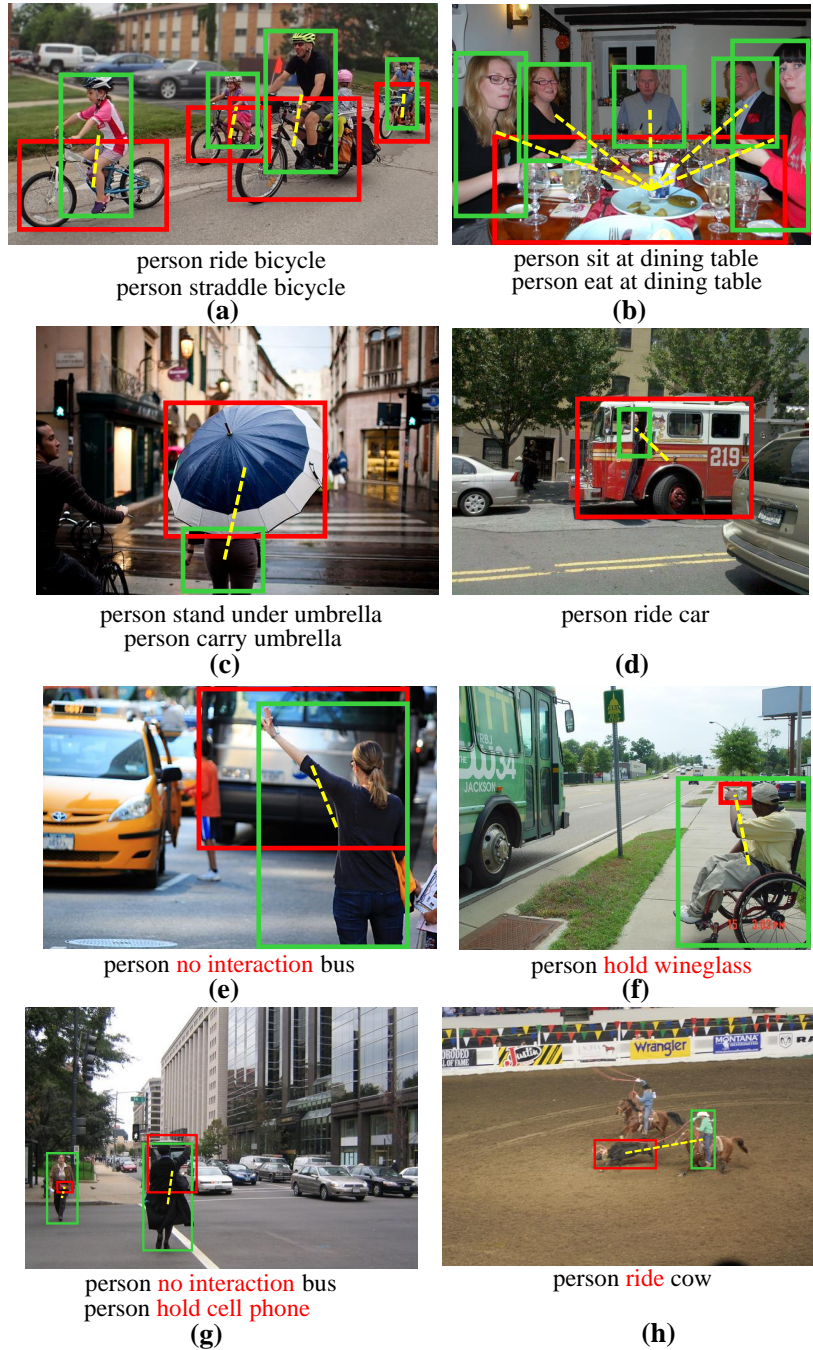 person ride bicycle
person straddle bicycle
(a)
person sit at dining table
person eat at dining table
(b)
person stand under umbrella
person carry umbrella
(c)
219
person ride car
(d)
person no interaction bus
(e)
34
JACKSON
person hold wineglass
(f)
person no interaction bus
person hold cell phone
(g)
Justin
Wrangler
MONTANA
person ride cow
(h)